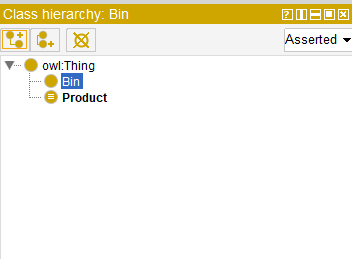 Class hierarchy: Bin
Asserted
owl:Thing
Bin
Product